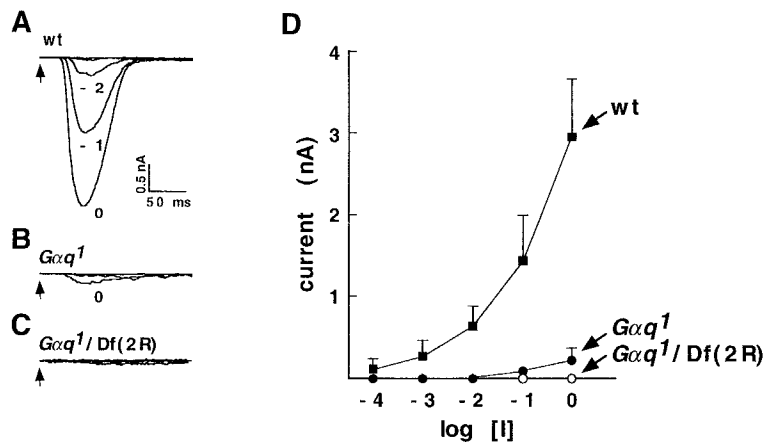 A
wt
- 2
- 1
0
0.5 nA
50 ms
B
Gαq1
0
C
Gαq1/Df(2R)
D
4
3
2
1
current (nA)
wt
Gαq1
Gαq1/Df(2R)
- 4 - 3 - 2 - 1 0
log [I]